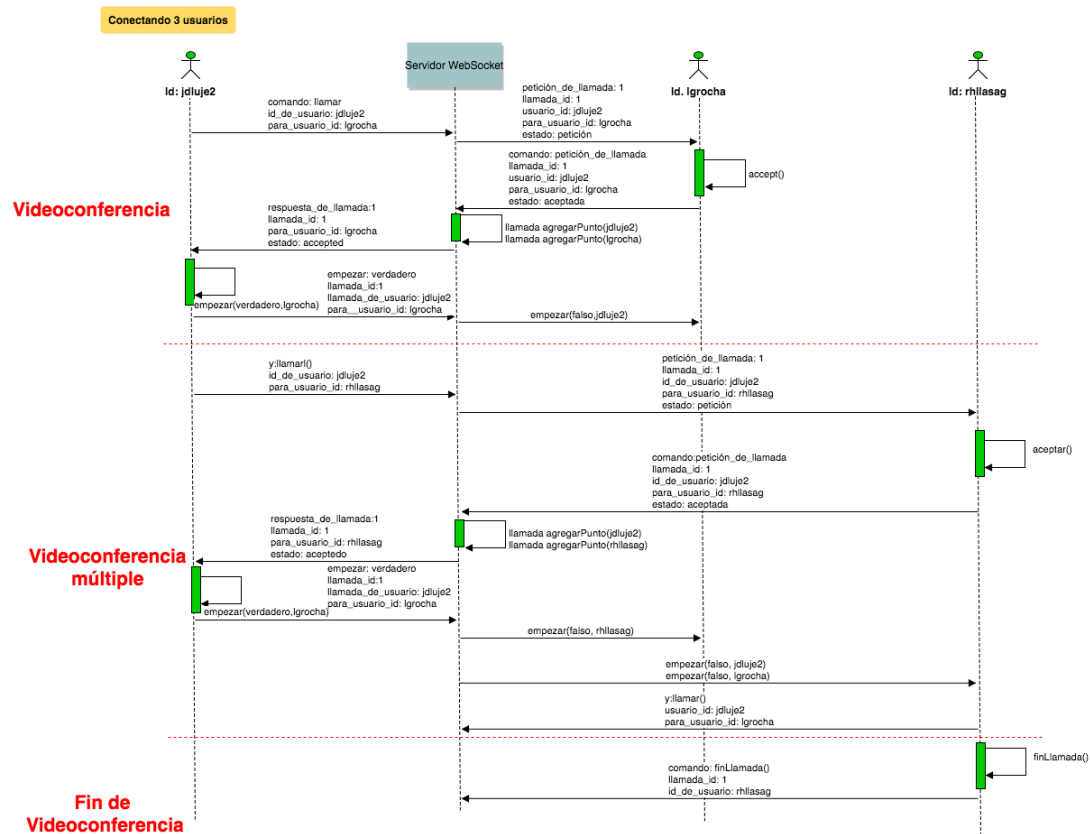 Conectando 3 usuarios
Id: jdluje2
Servidor WebSocket
Id. lgrocha
Id: rhllasag
comando: llamar
id_de_usuario: jdluje2
para_usuario_id: lgrocha
petición_de_llamada: 1
llamada_id: 1
usuario_id: jdluje2
para_usuario_id: lgrocha
estado: petición
comando: petición_de_llamada
llamada_id: 1
usuario_id: jdluje2
para_usuario_id: lgrocha
estado: aceptada
accept()
Videoconferencia
respuesta_de_llamada:1
llamada_id: 1
para_usuario_id: lgrocha
estado: accepted
llamada agregarPunto(jdluje2)
llamada agregarPunto(lgrocha)
empezar: verdadero
llamada_id:1
llamada_de_usuario: jdluje2
para__usuario_id: lgrocha
empezar(verdadero,lgrocha)
empezar(falso,jdluje2)
y:llamarl()
id_de_usuario: jdluje2
para_usuario_id: rhllasag
petición_de_llamada: 1
llamada_id: 1
id_de_usuario: jdluje2
para_usuario_id: rhllasag
estado: petición
aceptar()
comando:petición_de_llamada
llamada_id: 1
id_de_usuario: jdluje2
para_usuario_id: rhllasag
estado: aceptada
respuesta_de_llamada:1
llamada_id: 1
para_usuario_id: rhllasag
estado: aceptedo
llamada agregarPunto(jdluje2)
llamada agregarPunto(rhllasag)
Videoconferencia
múltiple
empezar: verdadero
llamada_id:1
llamada_de_usuario: jdluje2
para_usuario_id: lgrocha
empezar(verdadero,lgrocha)
empezar(falso, rhllasag)
empezar(falso, jdluje2)
empezar(falso, lgrocha)
y:llamar()
usuario_id: jdluje2
para_usuario_id: lgrocha
finLlamada()
comando: finLlamada()
llamada_id: 1
id_de_usuario: rhllasag
Fin de
Videoconferencia